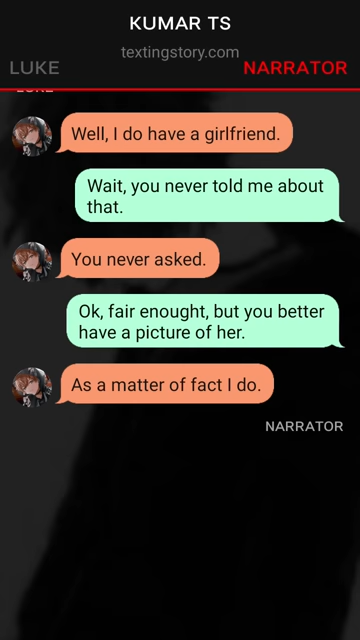 KUMAR TS
textingstory.com
LUKE
NARRATOR
LUKE
Well, I do have a girlfriend.
Wait, you never told me about
that.
You never asked.
Ok, fair enought, but you better
have a picture of her.
As a matter of fact I do.
NARRATOR